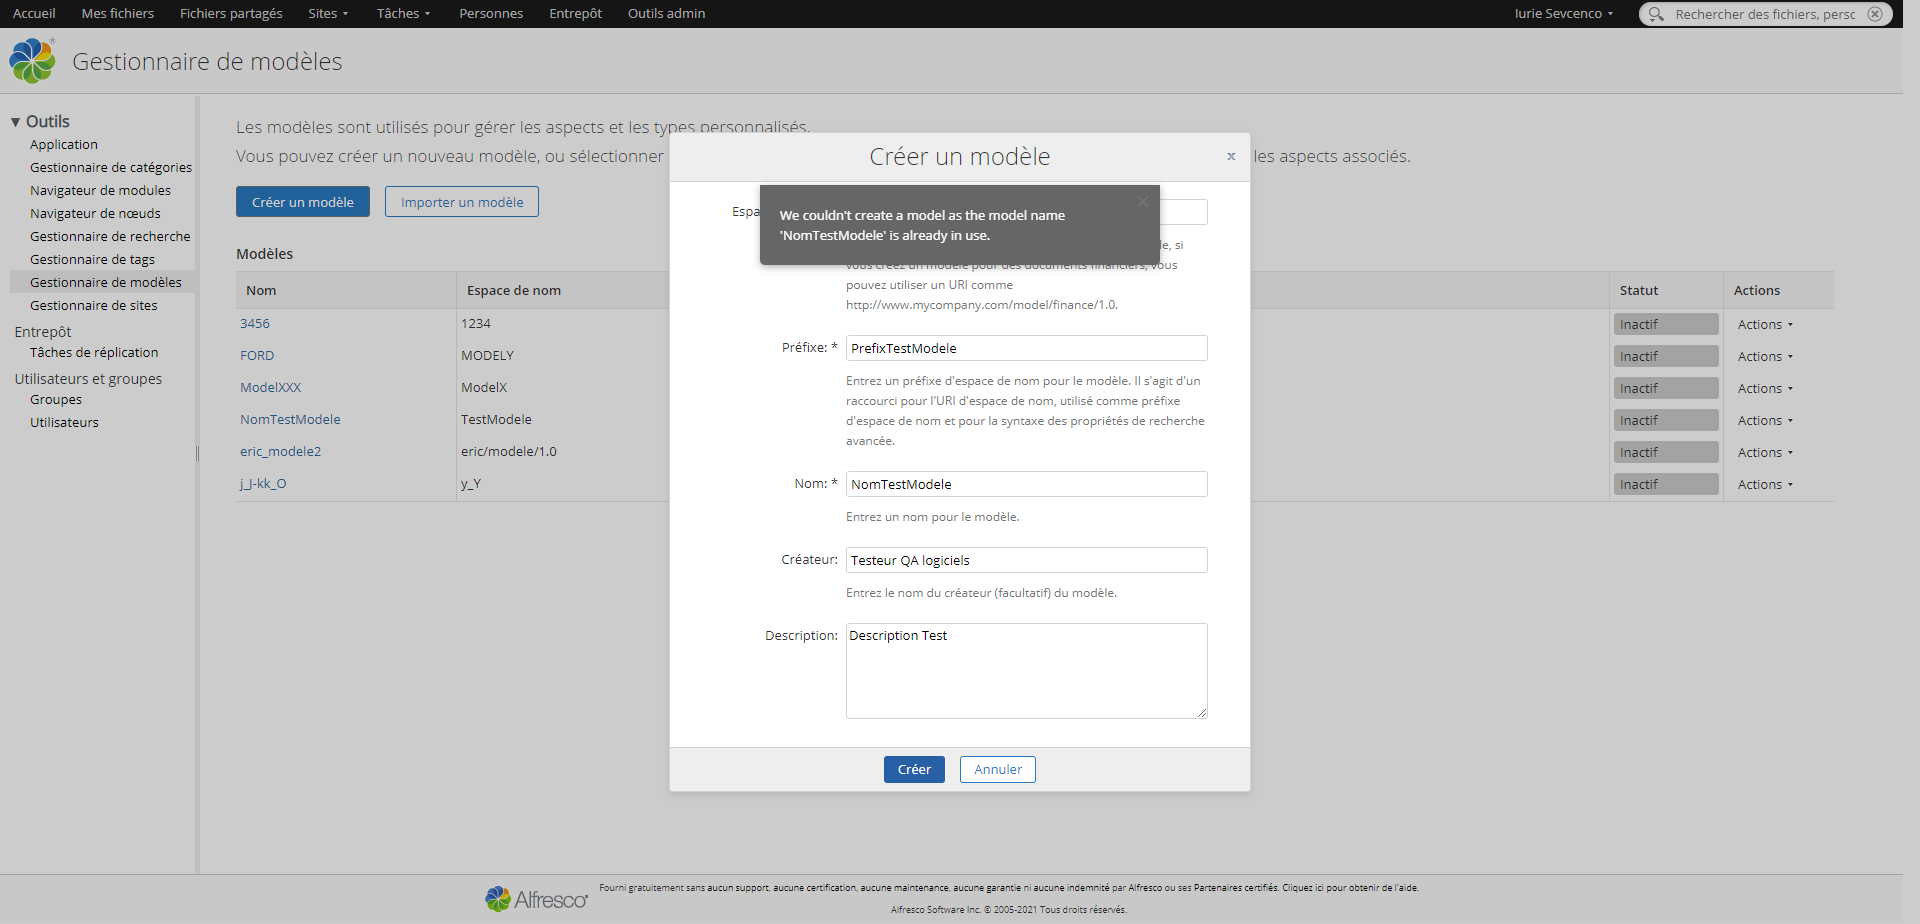 Accueil Mes fichiers Fichiers partagés Sites Tâches Personnes Entrepôt Outils admin Iurie Sevcenco Rechercher des fichiers, persc
Gestionnaire de modèles
Outils
Application
Gestionnaire de catégories
Navigateur de modules
Navigateur de nœuds
Gestionnaire de recherche
Gestionnaire de tags
Gestionnaire de modèles
Gestionnaire de sites
Entrepôt
Tâches de réplication
Utilisateurs et groupes
Groupes
Utilisateurs
Les modèles sont utilisés pour gérer les aspects et les types personnalisés.
Vous pouvez créer un nouveau modèle, ou sélectionner les aspects associés.
Créer un modèle Importer un modèle
Modèles
Nom Espace de nom Statut Actions
3456 1234 Inactif Actions
FORD MODELY Inactif Actions
ModelXXX ModelX Inactif Actions
NomTestModele TestModele Inactif Actions
eric_modele2 eric/modele/1.0 Inactif Actions
j_J-kk_O y_Y Inactif Actions
Créer un modèle x
We couldn't create a model as the model name
'NomTestModele' is already in use.
Espa
le, si
vous créez un modèle pour des documents financiers, vous
pouvez utiliser un URI comme
http://www.mycompany.com/model/finance/1.0.
Préfixe: * PrefixTestModele
Entrez un préfixe d'espace de nom pour le modèle. Il s'agit d'un
raccourci pour l'URI d'espace de nom, utilisé comme préfixe
d'espace de nom et pour la syntaxe des propriétés de recherche
avancée.
Nom: * NomTestModele
Entrez un nom pour le modèle.
Créateur: Testeur QA logiciels
Entrez le nom du créateur (facultatif) du modèle.
Description: Description Test
Créer Annuler
Alfresco
Fourni gratuitement sans aucun support, aucune certification, aucune maintenance, aucune garantie ni aucune indemnité par Alfresco ou ses Partenaires certifiés. Cliquez ici pour obtenir de l'aide.
Alfresco Software Inc. © 2005-2021 Tous droits réservés.